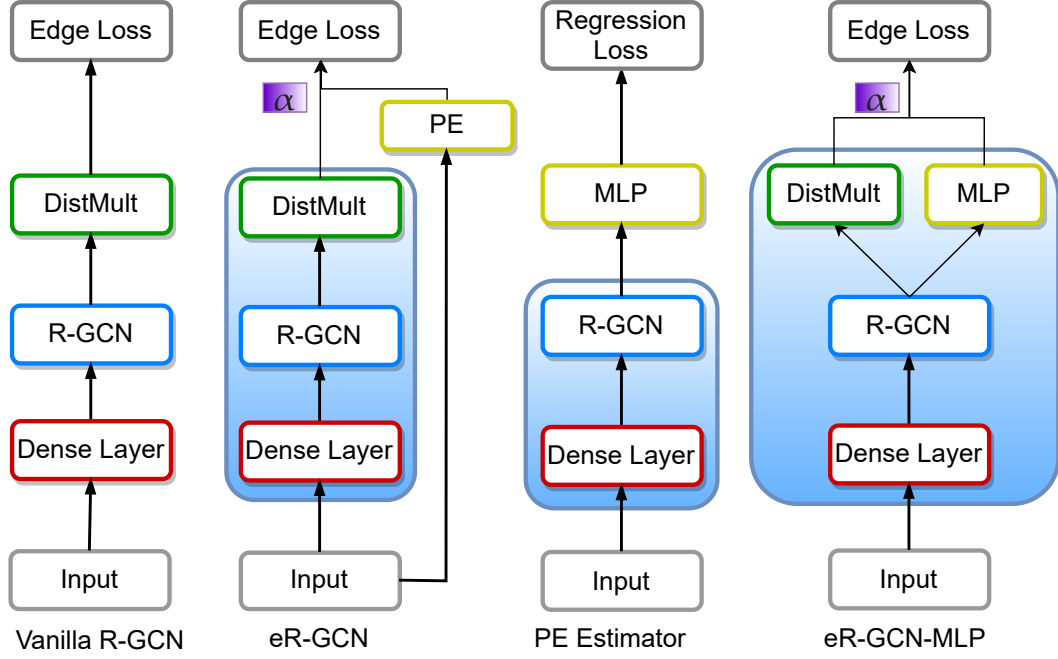 Edge Loss
DistMult
R-GCN
Dense Layer
Input
Vanilla R-GCN
Edge Loss
α
PE
DistMult
R-GCN
Dense Layer
Input
eR-GCN
Regression
Loss
MLP
R-GCN
Dense Layer
Input
PE Estimator
Edge Loss
α
DistMult
MLP
R-GCN
Dense Layer
Input
eR-GCN-MLP